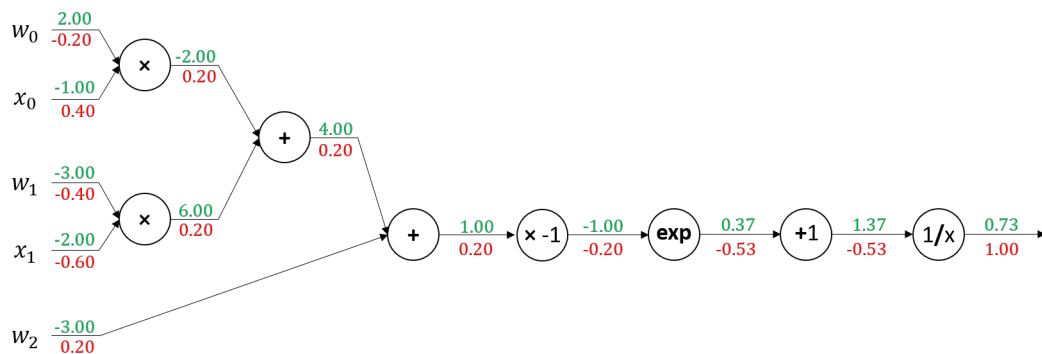 w₀ 2.00
-0.20
× -2.00
0.20
x₀ -1.00
0.40
+ 4.00
0.20
w₁ -3.00
-0.40
× 6.00
0.20
x₁ -2.00
-0.60
+ 1.00 × -1 -1.00 exp 0.37 +1 1.37 1/x 0.73
0.20 -0.20 -0.53 -0.53 1.00
w₂ -3.00
0.20